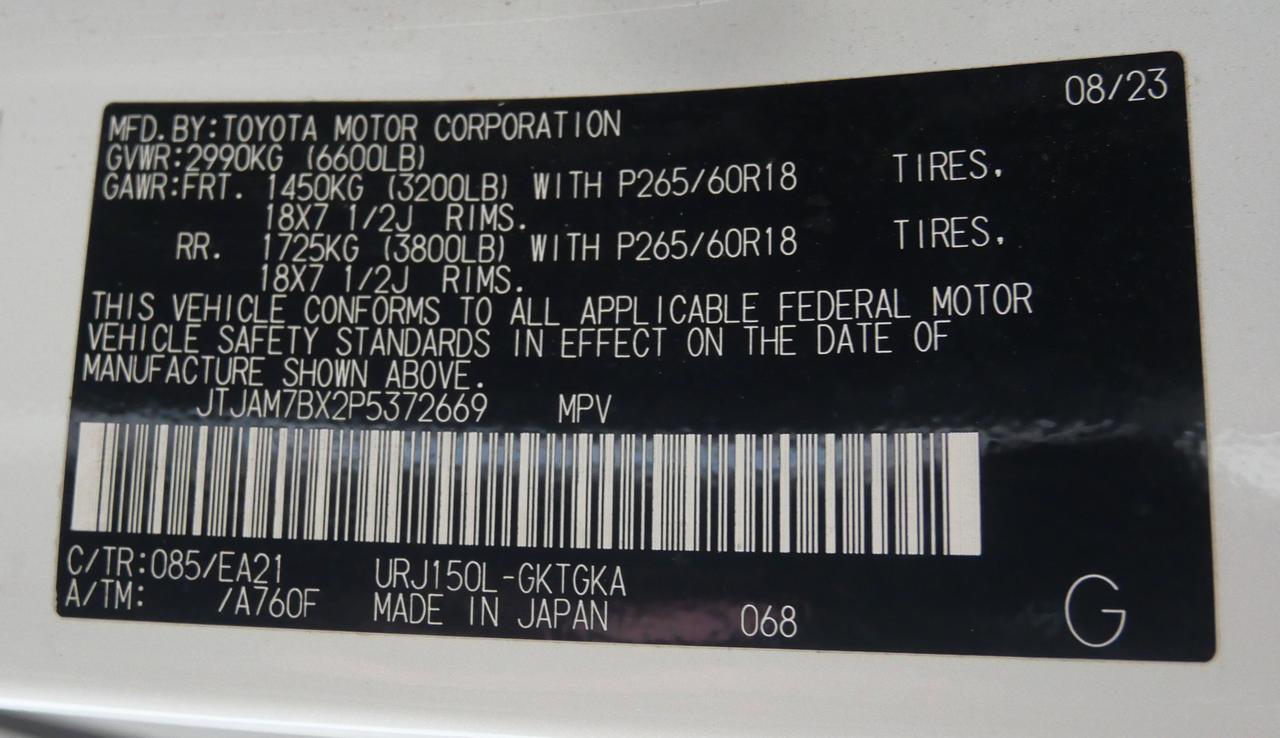 08/23
MFD.BY:TOYOTA MOTOR CORPORATION
GVWR:2990KG (6600LB)
GAWR:FRT. 1450KG (3200LB) WITH P265/60R18 TIRES,
18X7 1/2J RIMS.
RR. 1725KG (3800LB) WITH P265/60R18 TIRES,
18X7 1/2J RIMS.
THIS VEHICLE CONFORMS TO ALL APPLICABLE FEDERAL MOTOR
VEHICLE SAFETY STANDARDS IN EFFECT ON THE DATE OF
MANUFACTURE SHOWN ABOVE.
JTJAM7BX2P5372669 MPV
C/TR:085/EA21 URJ150L-GKTGKA
A/TM: /A760F MADE IN JAPAN 068 G